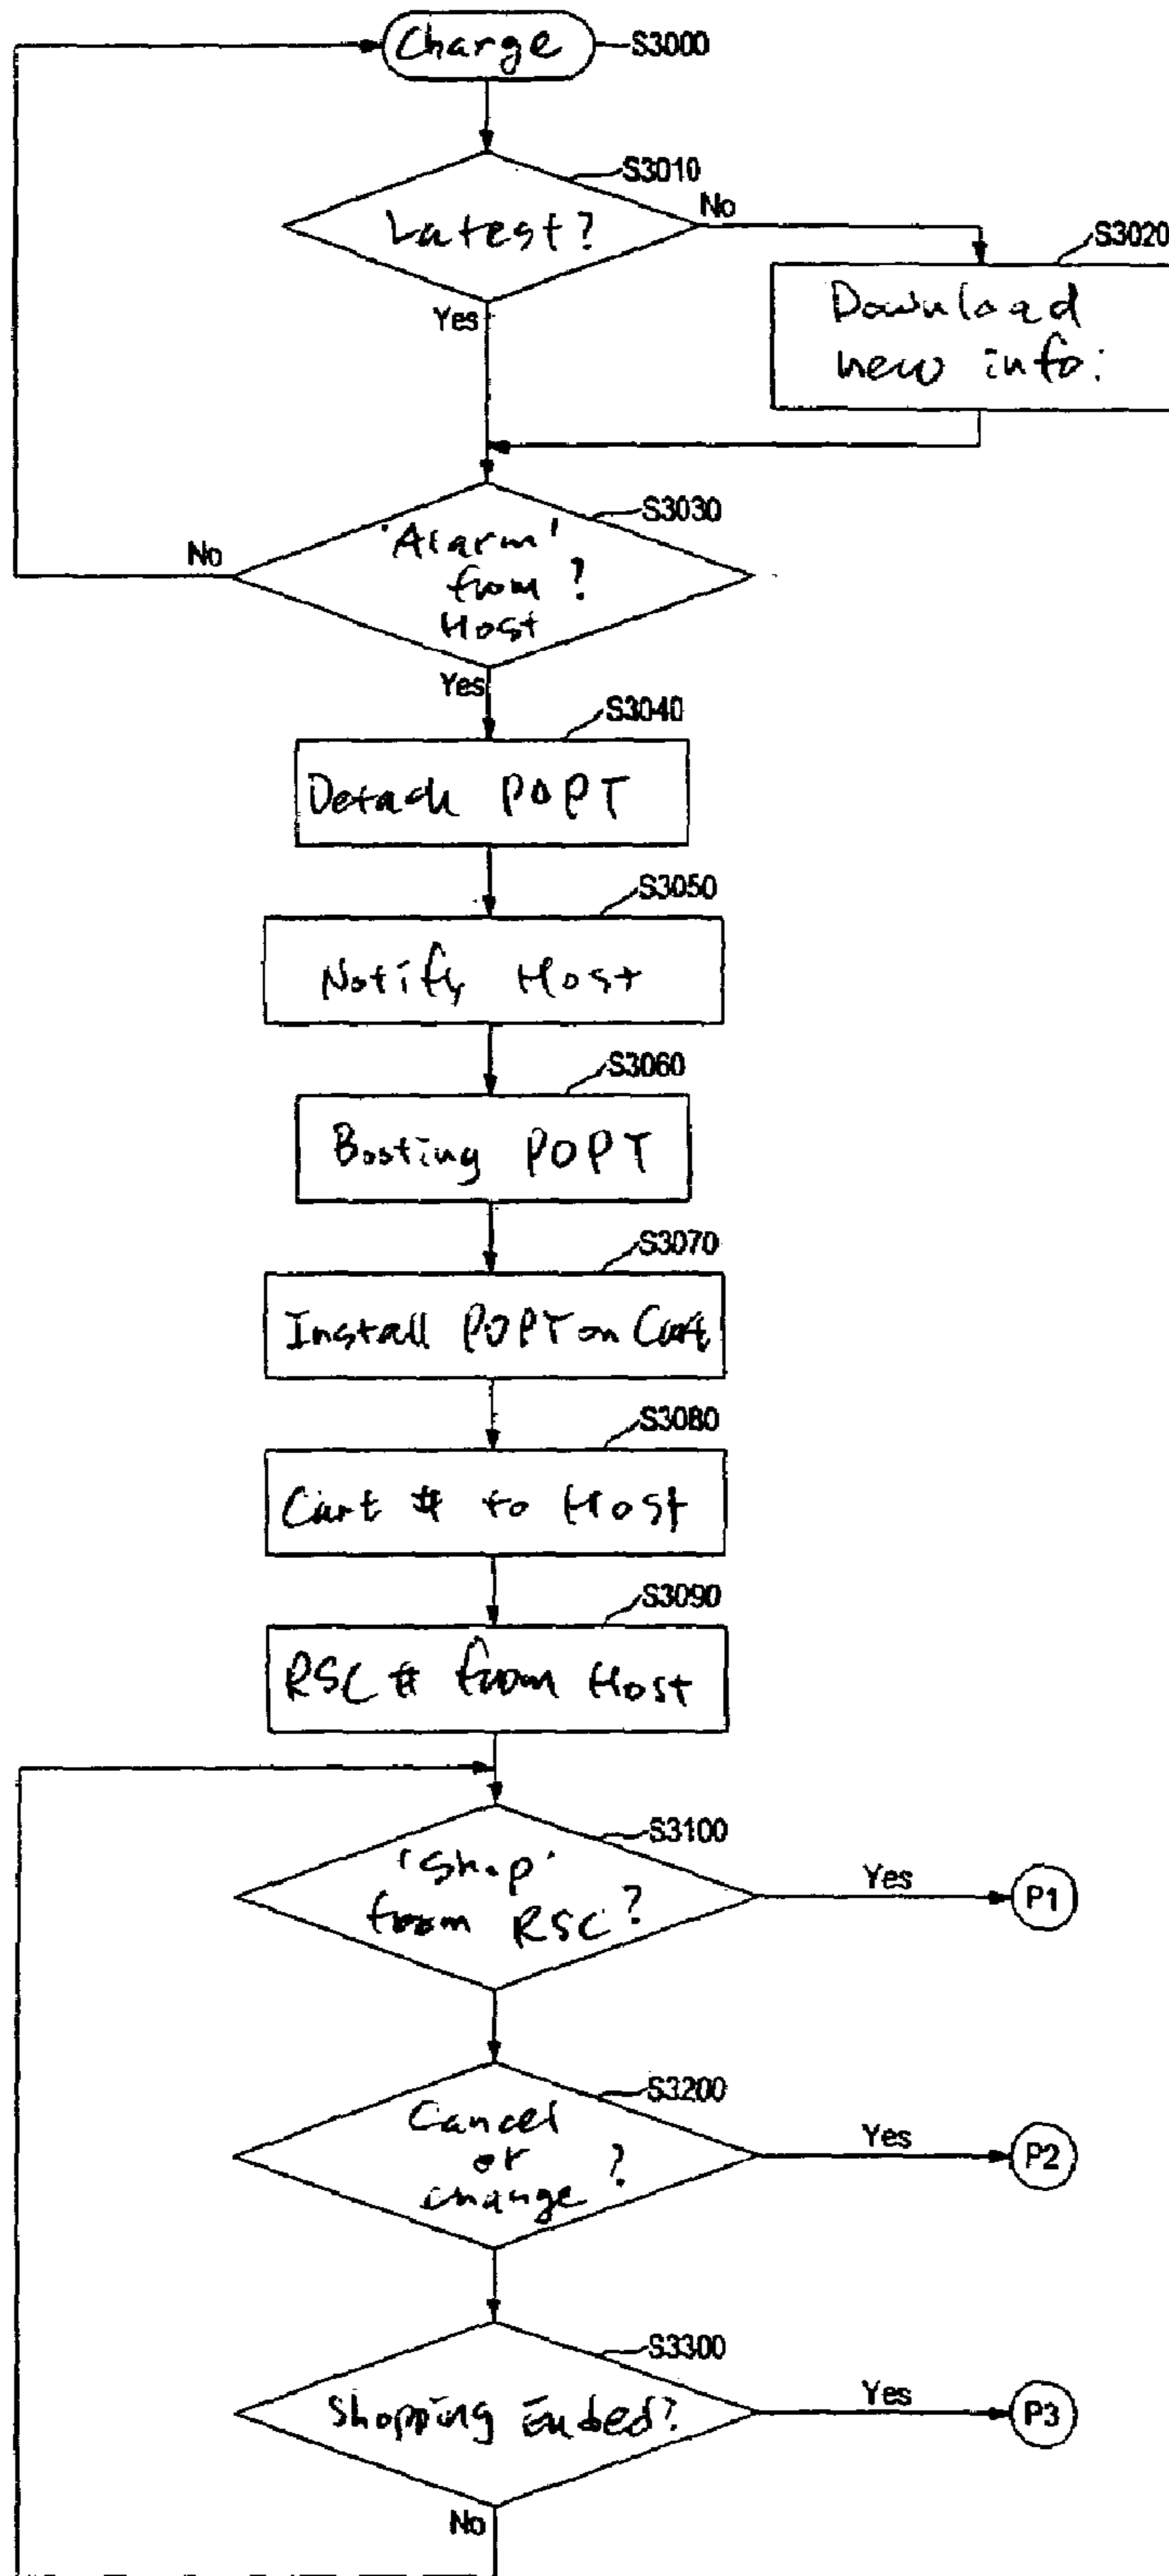 Charge
S3000
S3010
Latest?
No
Yes
S3020
Download
new info.
S3030
'Alarm'
from ?
Host
No
Yes
S3040
Detach POPT
S3050
Notify Host
S3060
Booting POPT
S3070
Install POPT on Cart
S3080
Cart # to Host
S3090
RSC # from Host
S3100
'Shop'
from RSC?
Yes
P1
S3200
Cancel
or
change ?
Yes
P2
S3300
Shopping Ended?
Yes
P3
No